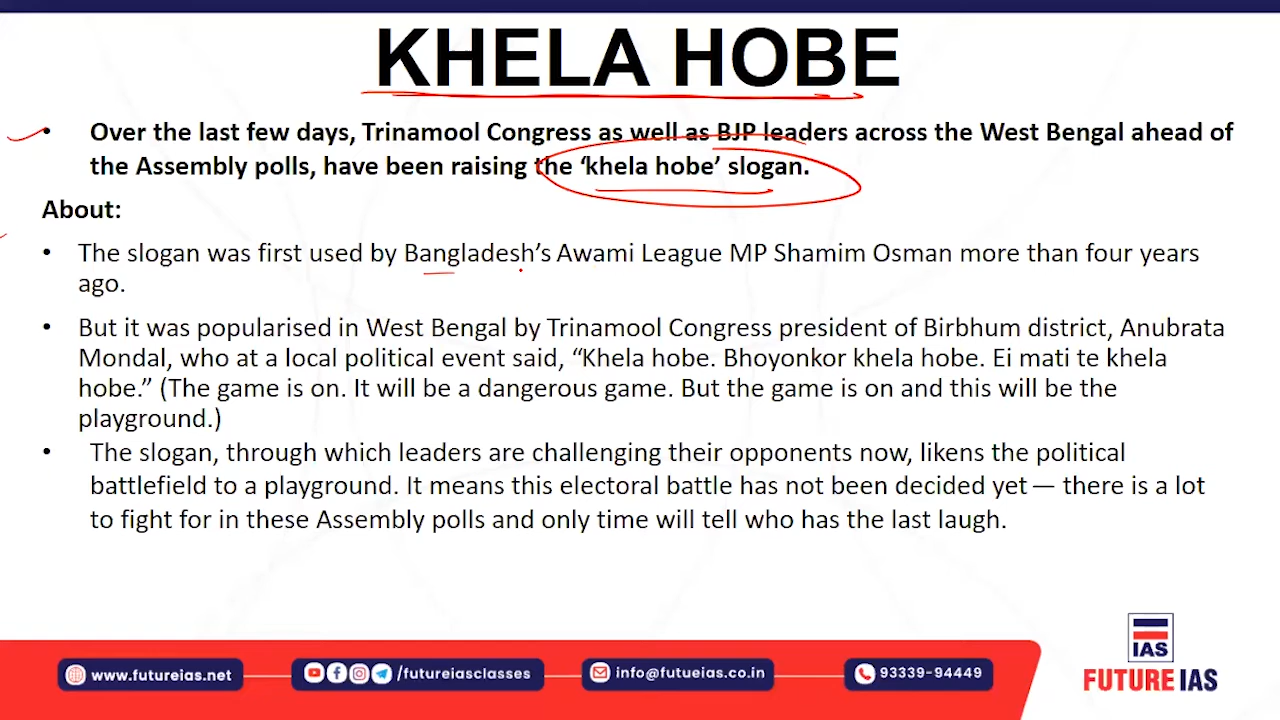 KHELA HOBE
• Over the last few days, Trinamool Congress as well as BJP leaders across the West Bengal ahead of
the Assembly polls, have been raising the ‘khela hobe’ slogan.
About:
• The slogan was first used by Bangladesh’s Awami League MP Shamim Osman more than four years
ago.
• But it was popularised in West Bengal by Trinamool Congress president of Birbhum district, Anubrata
Mondal, who at a local political event said, “Khela hobe. Bhoyonkor khela hobe. Ei mati te khela
hobe.” (The game is on. It will be a dangerous game. But the game is on and this will be the
playground.)
• The slogan, through which leaders are challenging their opponents now, likens the political
battlefield to a playground. It means this electoral battle has not been decided yet — there is a lot
to fight for in these Assembly polls and only time will tell who has the last laugh.
IAS
www.futureias.net /futureiasclasses info@futueias.co.in 93339-94449
FUTURE IAS